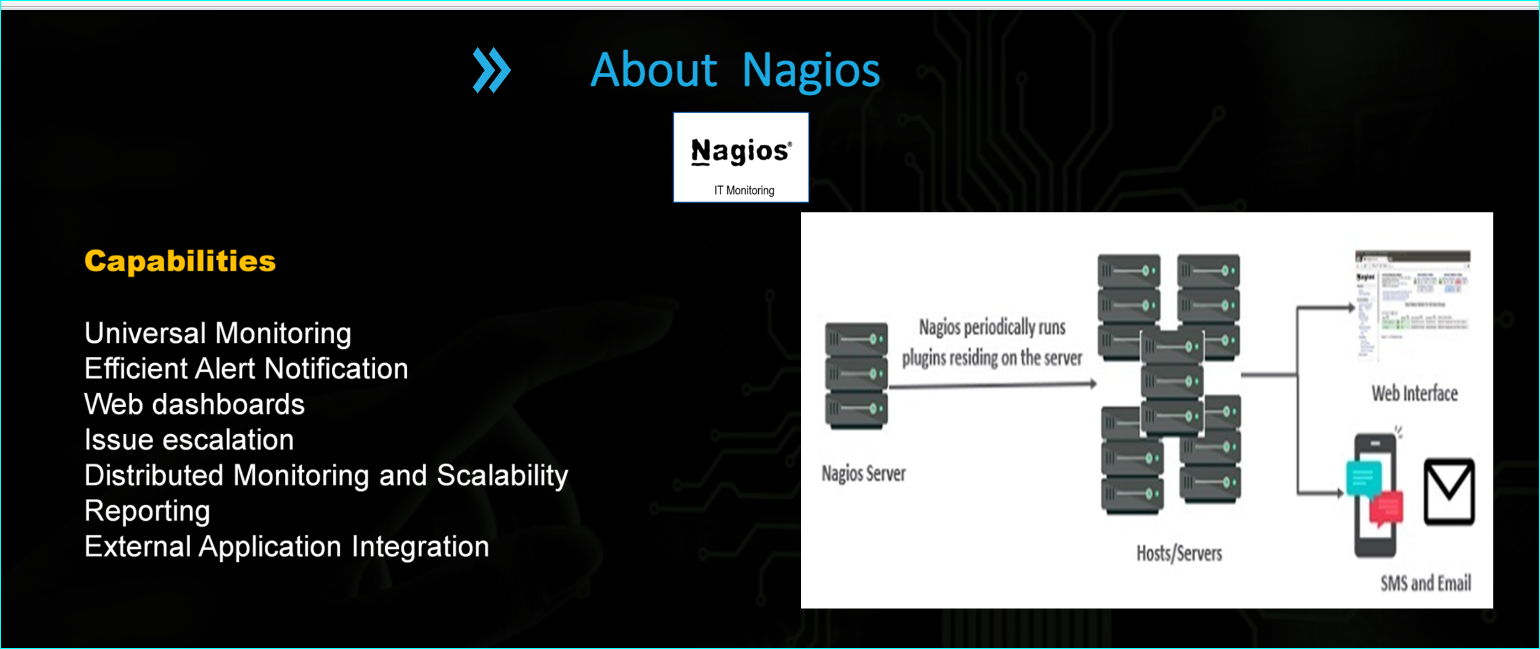 About Nagios
Nagios®
IT Monitoring
Capabilities
Universal Monitoring
Efficient Alert Notification
Web dashboards
Issue escalation
Distributed Monitoring and Scalability
Reporting
External Application Integration
Nagios periodically runs
plugins residing on the server
Nagios Server
Hosts/Servers
Nagios
Web Interface
SMS and Email